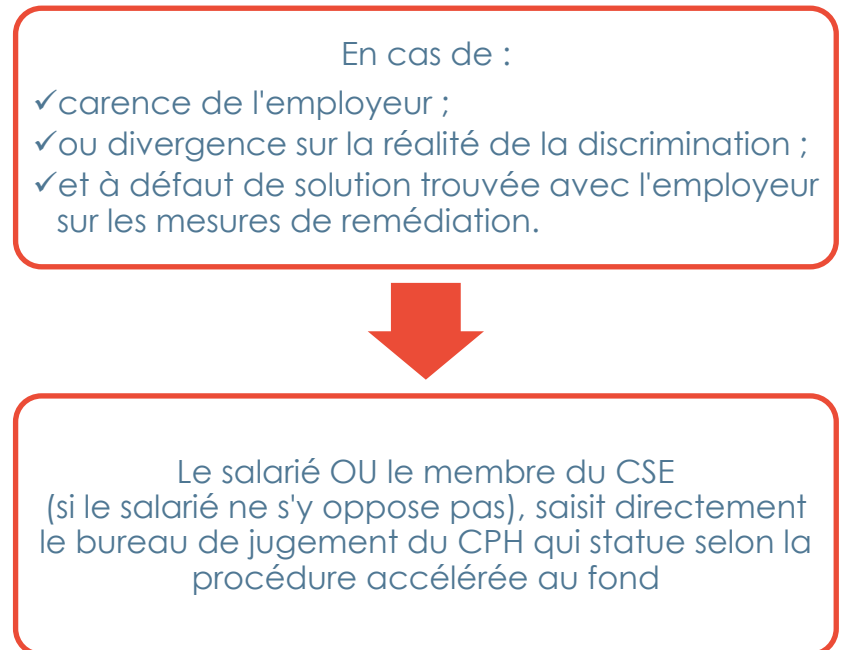 En cas de :
✓carence de l'employeur ;
✓ou divergence sur la réalité de la discrimination ;
✓et à défaut de solution trouvée avec l'employeur
sur les mesures de remédiation.
Le salarié OU le membre du CSE
(si le salarié ne s'y oppose pas), saisit directement
le bureau de jugement du CPH qui statue selon la
procédure accélérée au fond